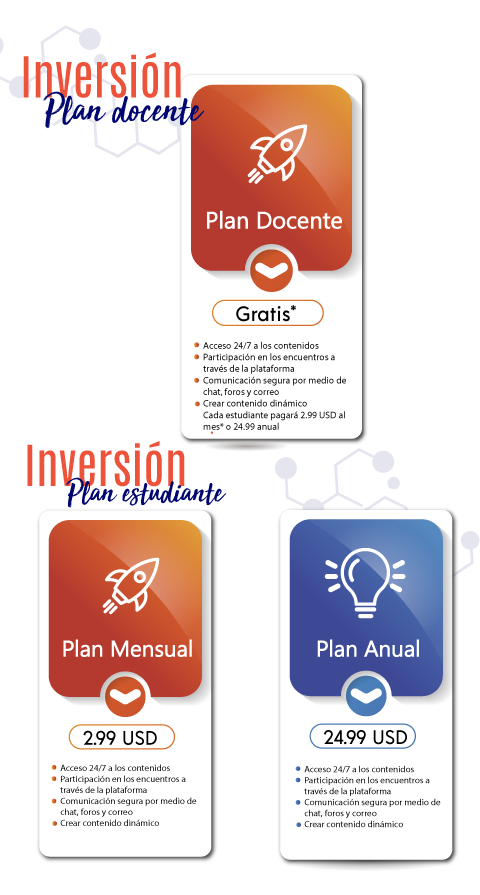 Inversión
Plan docente
Plan Docente
Gratis*
Acceso 24/7 a los contenidos
Participación en los encuentros a
través de la plataforma
Comunicación segura por medio de
chat, foros y correo
Crear contenido dinámico
Cada estudiante pagará 2.99 USD al
mes* o 24.99 anual
Inversión
Plan estudiante
Plan Mensual
2.99 USD
Acceso 24/7 a los contenidos
Participación en los encuentros a
través de la plataforma
Comunicación segura por medio de
chat, foros y correo
Crear contenido dinámico
Plan Anual
24.99 USD
Acceso 24/7 a los contenidos
Participación en los encuentros a
través de la plataforma
Comunicación segura por medio de
chat, foros y correo
Crear contenido dinámico